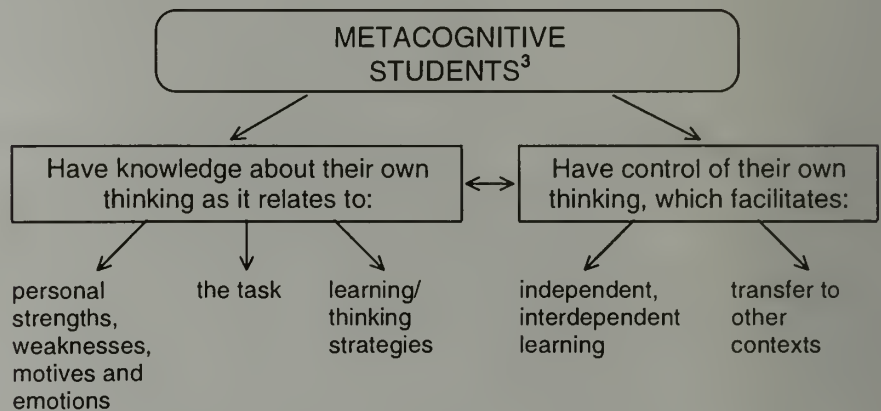 METACOGNITIVE
STUDENTS³
Have knowledge about their own
thinking as it relates to:
Have control of their own
thinking, which facilitates:
personal
strengths,
weaknesses,
motives and
emotions
the task
learning/
thinking
strategies
independent,
interdependent
learning
transfer to
other
contexts